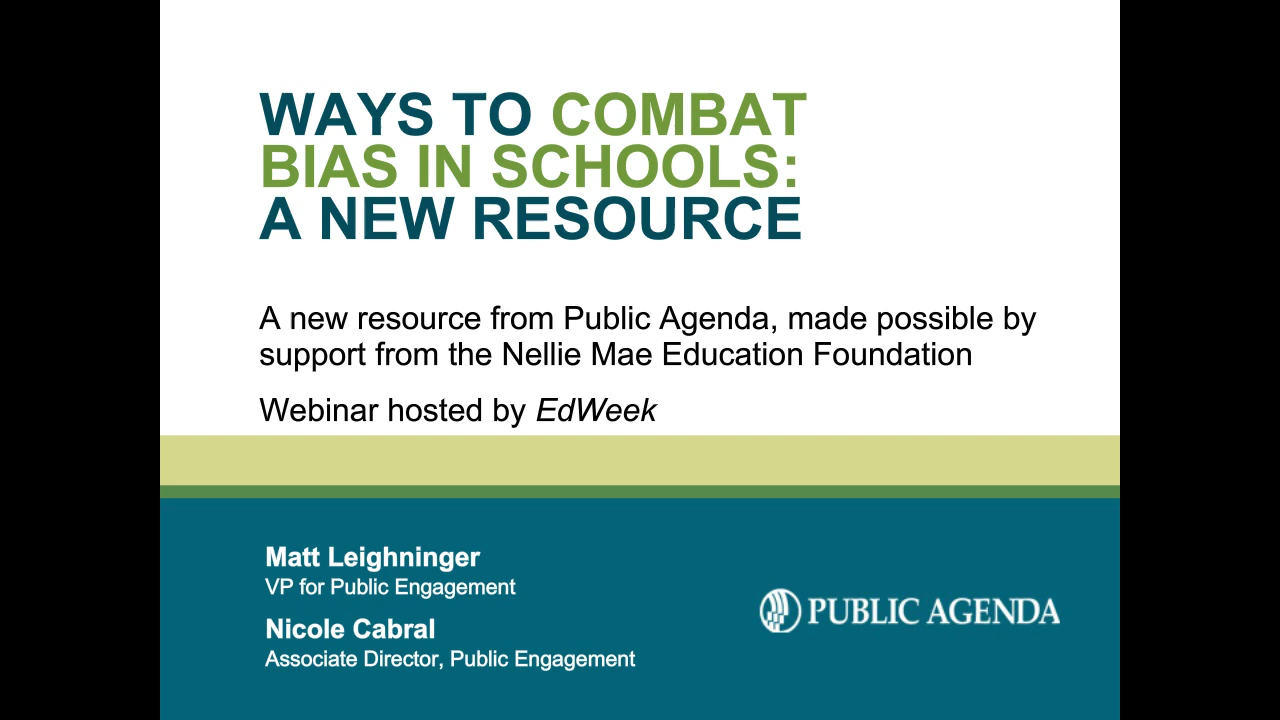 WAYS TO COMBAT
BIAS IN SCHOOLS:
A NEW RESOURCE
A new resource from Public Agenda, made possible by
support from the Nellie Mae Education Foundation
Webinar hosted by EdWeek
Matt Leighninger
VP for Public Engagement
Nicole Cabral
Associate Director, Public Engagement
PUBLIC AGENDA